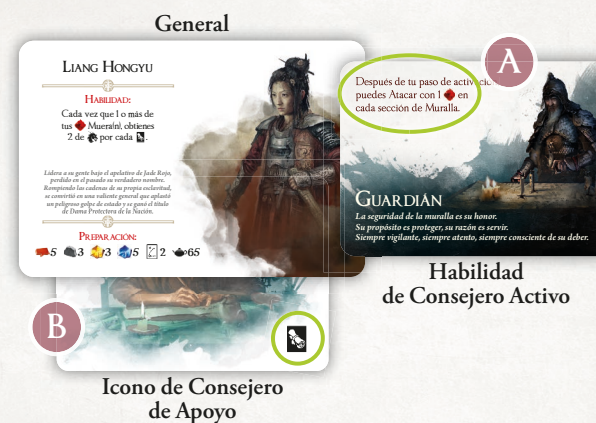 General
LIANG HONGYU
HABILIDAD:
Cada vez que 1 o más de
tus Muera(n), obtienes
2 de por cada .
Lidera a su gente bajo el apelativo de Jade Rojo,
perdido en el pasado su verdadero nombre.
Rompiendo las cadenas de su propia esclavitud,
se convirtió en una valiente general que aplastó
un peligroso golpe de estado y se ganó el título
de Dama Protectora de la Nación.
PREPARACIÓN:
5 3 3 5 2 65
A
Después de tu paso de activació
puedes Atacar con 1 en
cada sección de Muralla.
GUARDIÁN
La seguridad de la muralla es su honor.
Su propósito es proteger, su razón es servir.
Siempre vigilante, siempre atento, siempre consciente de su deber.
Habilidad
de Consejero Activo
B
Icono de Consejero
de Apoyo